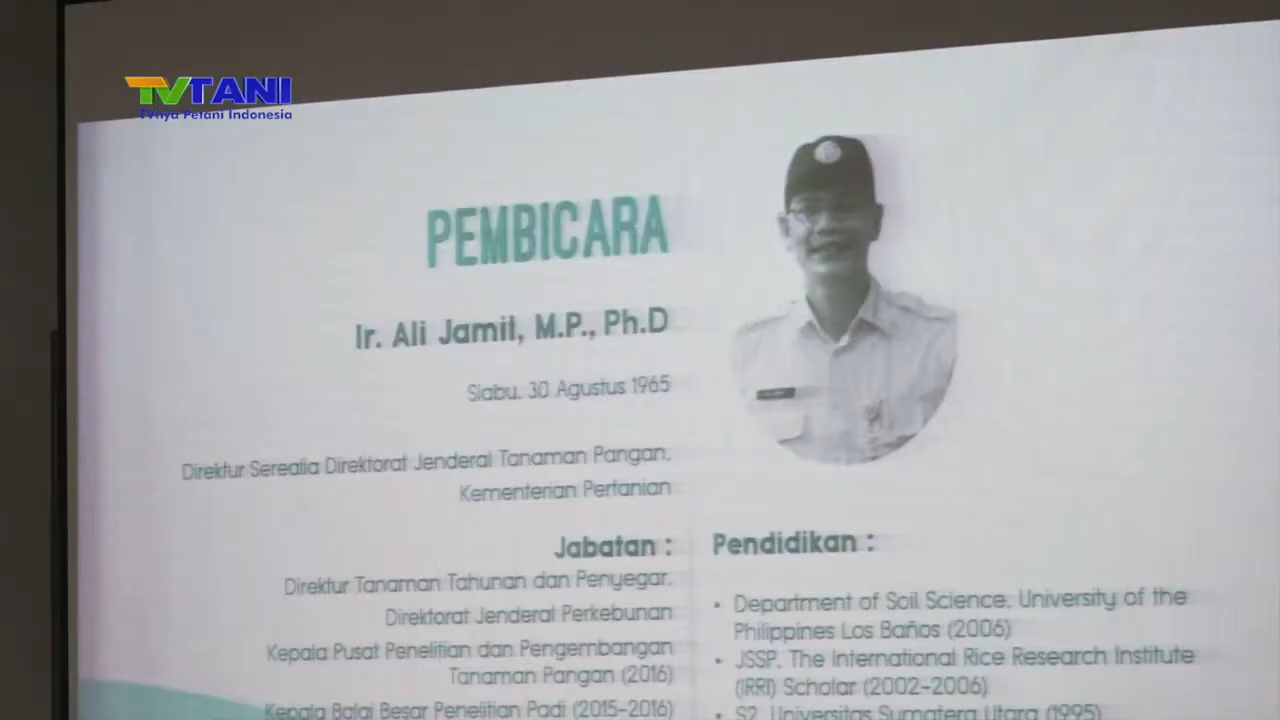 TVTANI
TVnya Petani Indonesia
PEMBICARA
Ir. Ali Jamil, M.P., Ph.D
Siabu, 30 Agustus 1965
Direktur Serealia Direktorat Jenderal Tanaman Pangan,
Kementerian Pertanian
Jabatan :
Direktur Tanaman Tahunan dan Penyegar,
Direktorat Jenderal Perkebunan
Kepala Pusat Penelitian dan Pengembangan
Tanaman Pangan (2016)
Kepala Balai Besar Penelitian Padi (2015-2016)
Pendidikan :
• Department of Soil Science, University of the
Philippines Los Baños (2006)
• JSSP, The International Rice Research Institute
(IRRI) Scholar (2002-2006)
• S2, Universitas Sumatera Utara (1995)